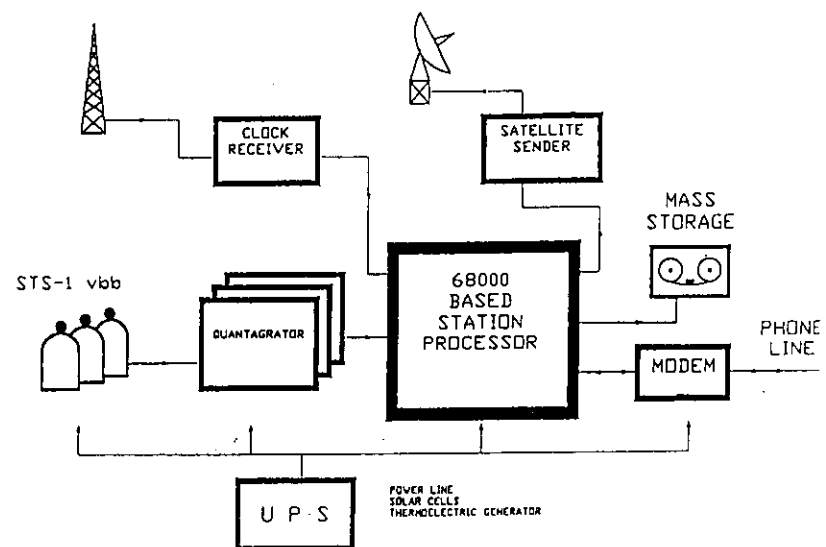 CLOCK
RECEIVER
SATELLITE
SENDER
MASS
STORAGE
STS-1 vbb
QUANTAGRATOR
68000
BASED
STATION
PROCESSOR
PHONE
LINE
MODEM
U P S
POWER LINE
SOLAR CELLS
THERMOELECTRIC GENERATOR